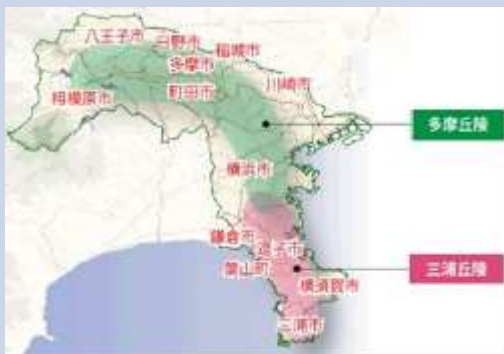 八王子市
日野市
稲城市
多摩市
川崎市
相模原市
町田市
多摩丘陵
横浜市
鎌倉市
逗子市
葉山町
三浦丘陵
横須賀市
三浦市